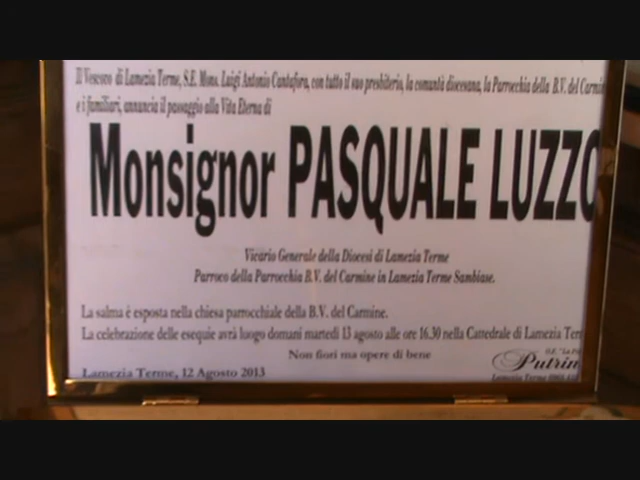 Il Vescovo di Lamezia Terme, S.E. Mons. Luigi Antonio Cantafora, con tutto il suo presbiterio, la comunità diocesana, la Parrocchia della B.V. del Carmine
e i familiari, annuncia il passaggio alla Vita Eterna di
Monsignor PASQUALE LUZZO
Vicario Generale della Diocesi di Lamezia Terme
Parroco della Parrocchia B.V. del Carmine in Lamezia Terme Sambiase.
La salma è esposta nella chiesa parrocchiale della B.V. del Carmine.
La celebrazione delle esequie avrà luogo domani martedì 13 agosto alle ore 16.30 nella Cattedrale di Lamezia Ter
Non fiori ma opere di bene
Putrin
Lamezia Terme
Lamezia Terme, 12 Agosto 2013